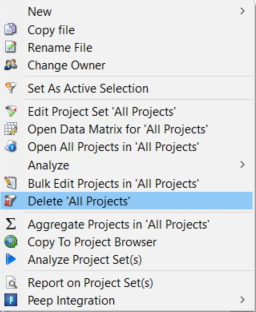 New
Copy file
Rename File
Change Owner
Set As Active Selection
Edit Project Set 'All Projects'
Open Data Matrix for 'All Projects'
Open All Projects in 'All Projects'
Analyze
Bulk Edit Projects in 'All Projects'
Delete 'All Projects'
Aggregate Projects in 'All Projects'
Copy To Project Browser
Analyze Project Set(s)
Report on Project Set(s)
Peep Integration